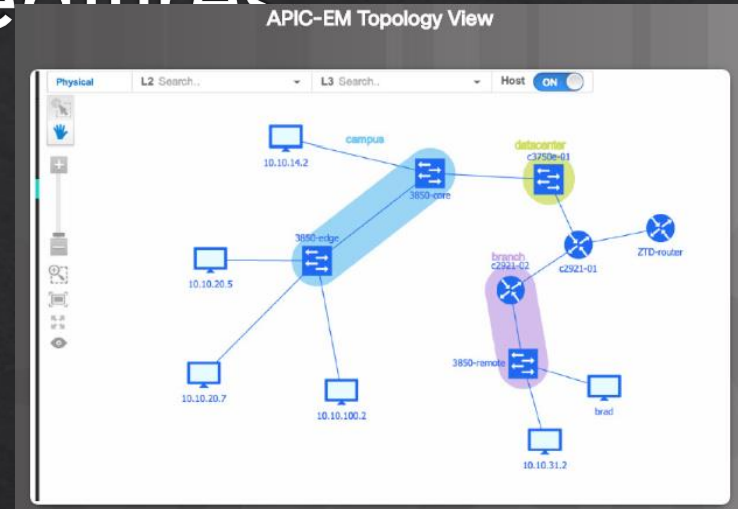 APIC-EM Topology View
Physical L2 Search.. L3 Search.. Host ON
campus
datacenter
c3750e-01
10.10.14.2
3850-core
3850-edge
branch
c2921-02
c2921-01
ZTD-router
10.10.20.5
3850-remote
10.10.20.7
10.10.100.2
brad
10.10.31.2